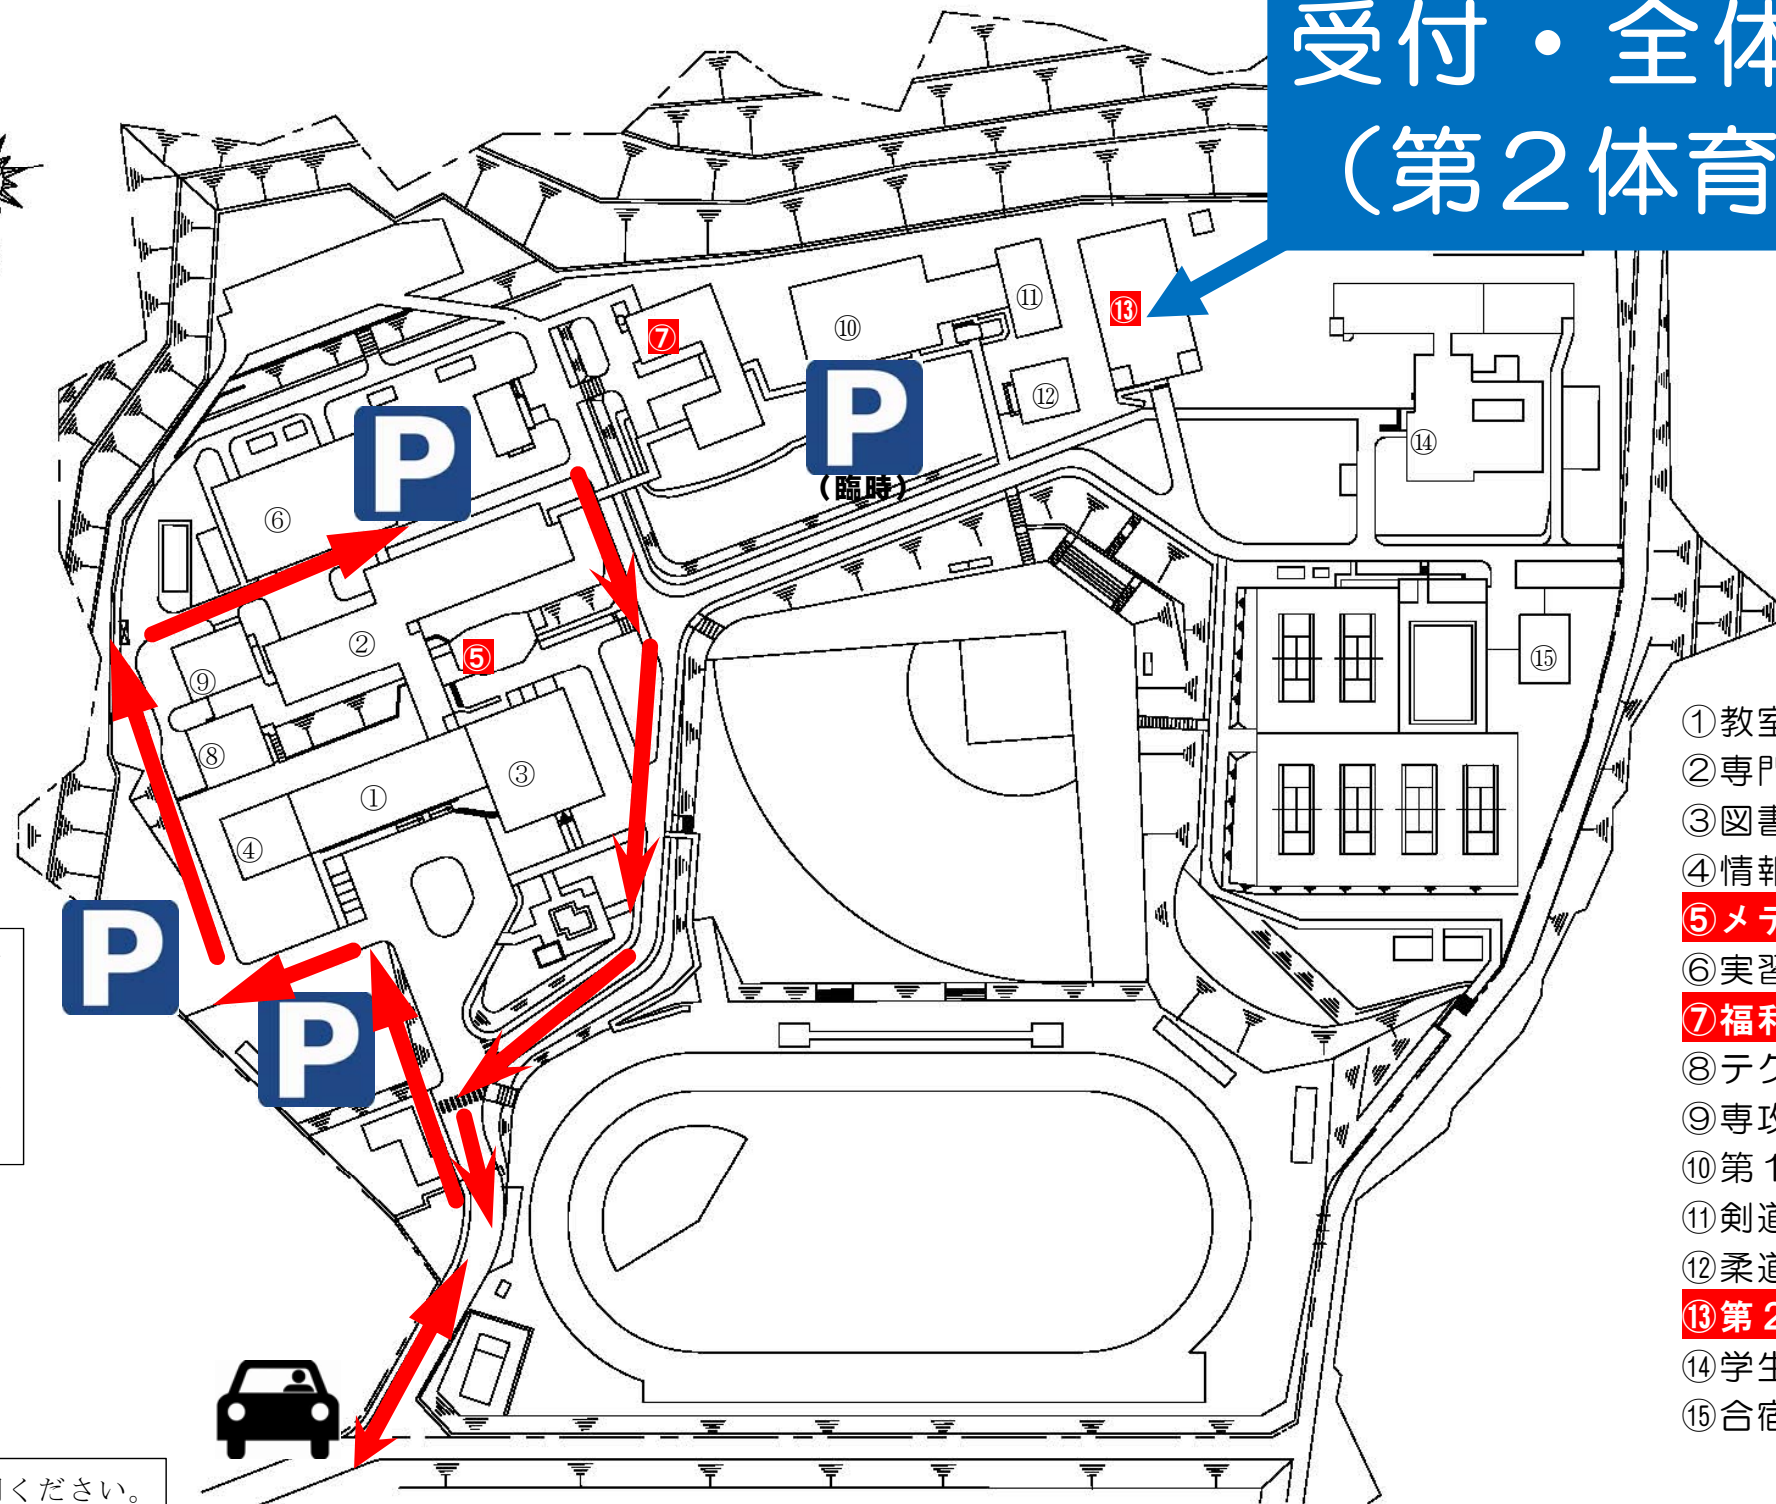 受付・全体
（第２体育
⑦
⑩
⑪
⑬
P
P
（臨時）
⑫
⑭
⑥
②
⑤
⑨
⑮
⑧
③
①
④
P
P
①教室
②専門
③図書
④情報
⑤メデ
⑥実習
⑦福利
⑧テク
⑨専攻
⑩第１
⑪剣道
⑫柔道
⑬第２
⑭学生
⑮合宿
ください。